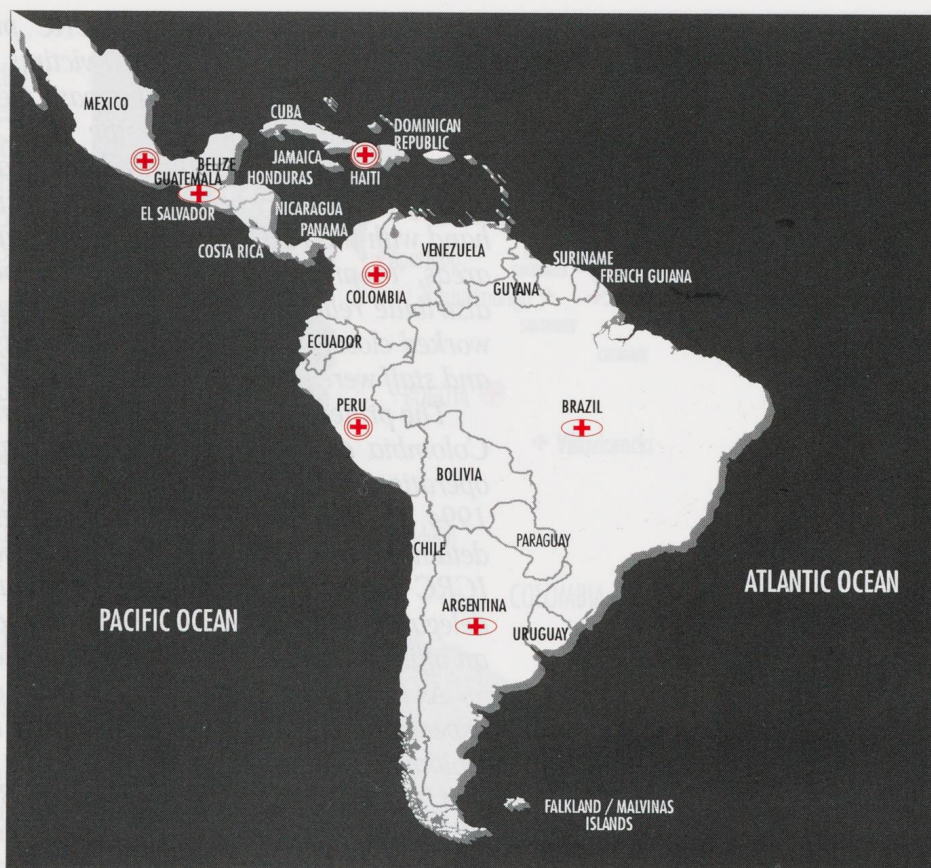 MEXICO
CUBA
DOMINICAN
REPUBLIC
BELIZE
JAMAICA
GUATEMALA
HONDURAS
HAITI
EL SALVADOR
NICARAGUA
PANAMA
COSTA RICA
VENEZUELA
SURINAME
GUYANA
FRENCH GUIANA
COLOMBIA
ECUADOR
PERU
BRAZIL
BOLIVIA
CHILE
PARAGUAY
ATLANTIC OCEAN
ARGENTINA
PACIFIC OCEAN
URUGUAY
FALKLAND / MALVINAS
ISLANDS